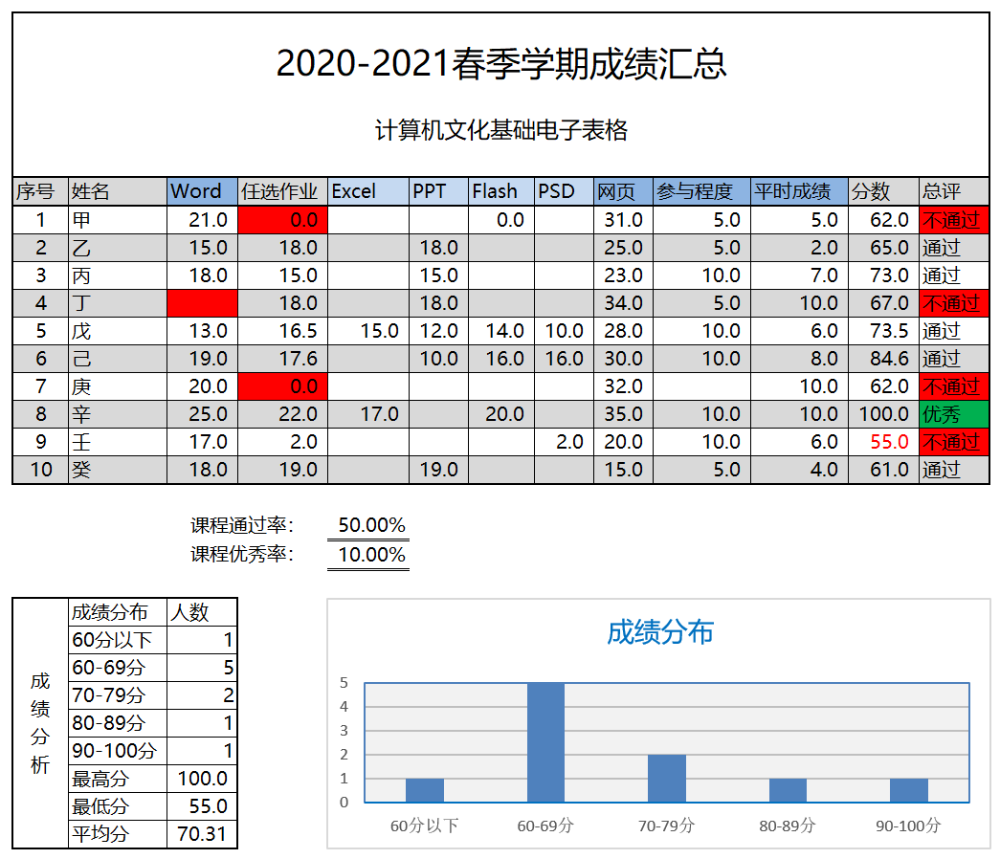 2020-2021春季学期成绩汇总
计算机文化基础电子表格
序号 姓名 Word 任选作业 Excel PPT Flash PSD 网页 参与程度 平时成绩 分数 总评
1 甲 21.0 0.0 0.0 31.0 5.0 5.0 62.0 不通过
2 乙 15.0 18.0 18.0 25.0 5.0 2.0 65.0 通过
3 丙 18.0 15.0 15.0 23.0 10.0 7.0 73.0 通过
4 丁 18.0 18.0 34.0 5.0 10.0 67.0 不通过
5 戊 13.0 16.5 15.0 12.0 14.0 10.0 28.0 10.0 6.0 73.5 通过
6 己 19.0 17.6 10.0 16.0 16.0 30.0 10.0 8.0 84.6 通过
7 庚 20.0 0.0 32.0 10.0 62.0 不通过
8 辛 25.0 22.0 17.0 20.0 35.0 10.0 10.0 100.0 优秀
9 壬 17.0 2.0 2.0 20.0 10.0 6.0 55.0 不通过
10 癸 18.0 19.0 19.0 15.0 5.0 4.0 61.0 通过
课程通过率： 50.00%
课程优秀率： 10.00%
成绩分析
成绩分布 人数
60分以下 1
60-69分 5
70-79分 2
80-89分 1
90-100分 1
最高分 100.0
最低分 55.0
平均分 70.31
成绩分布
5
4
3
2
1
0
60分以下 60-69分 70-79分 80-89分 90-100分